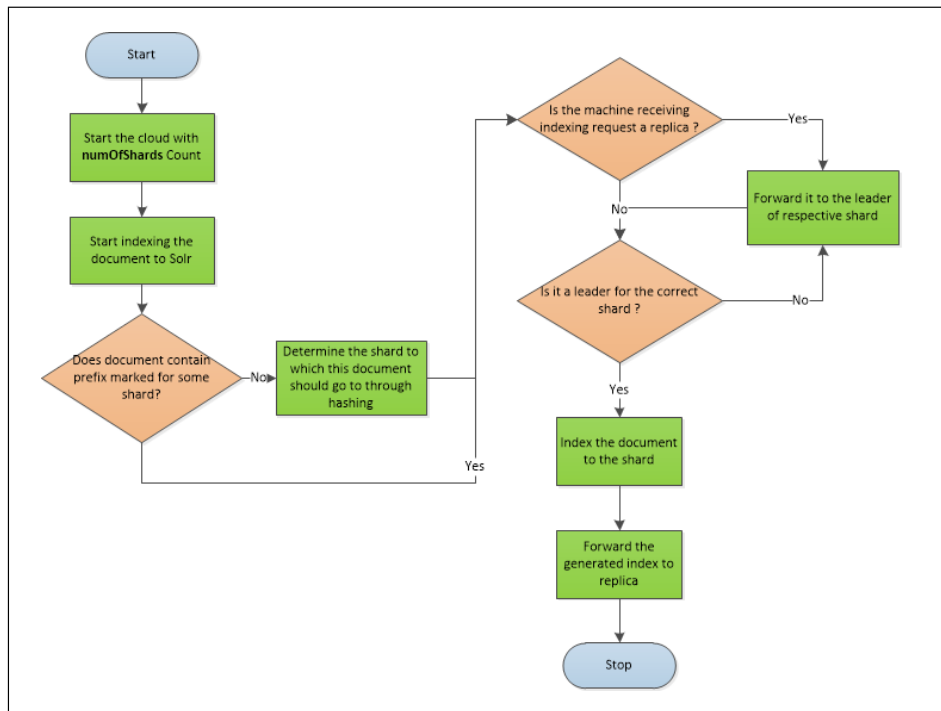 Start
Start the cloud with
numOfShards Count
Start indexing the
document to Solr
Does document contain
prefix marked for some
shard?
No
Determine the shard to
which this document
should go to through
hashing
Yes
Is the machine receiving
indexing request a replica ?
Yes
Forward it to the leader
of respective shard
No
Is it a leader for the correct
shard ?
No
Yes
Index the document
to the shard
Forward the
generated index to
replica
Stop